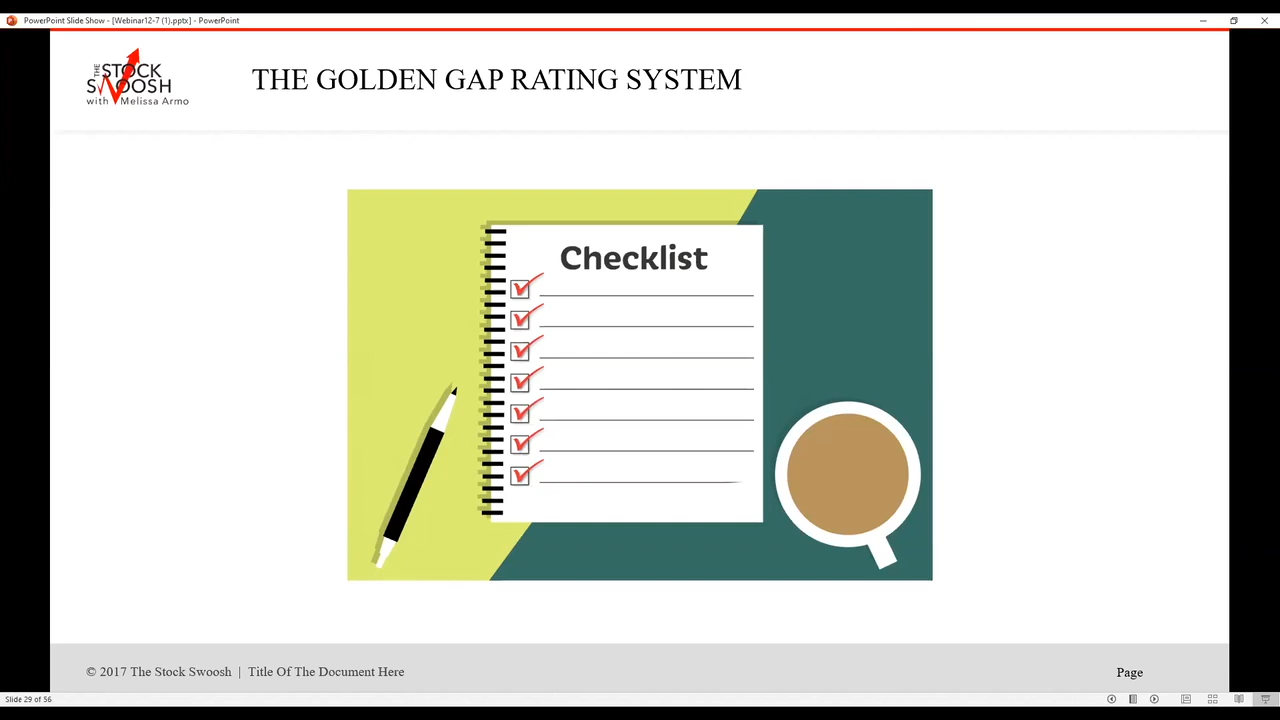 PowerPoint Slide Show - [Webinar12-7 (1).pptx] - PowerPoint
THE STOCK
SWOOSH
with Melissa Armo
THE GOLDEN GAP RATING SYSTEM
Checklist
© 2017 The Stock Swoosh | Title Of The Document Here
Page
Slide 29 of 56